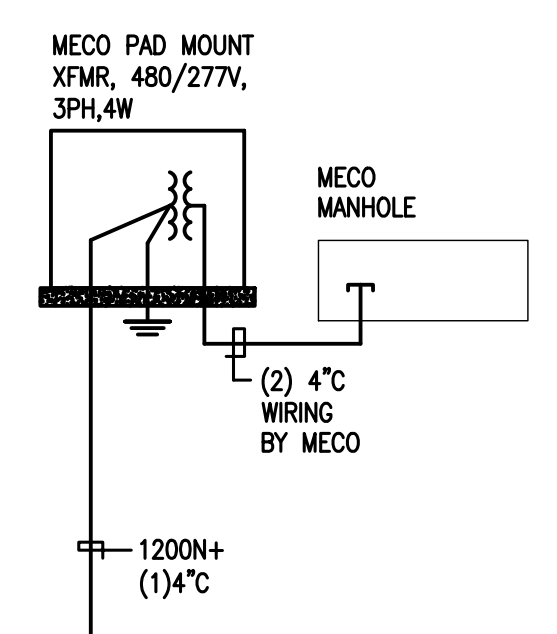 MECO PAD MOUNT
XFMR, 480/277V,
3PH,4W
MECO
MANHOLE
(2) 4"C
WIRING
BY MECO
1200N+
(1)4"C